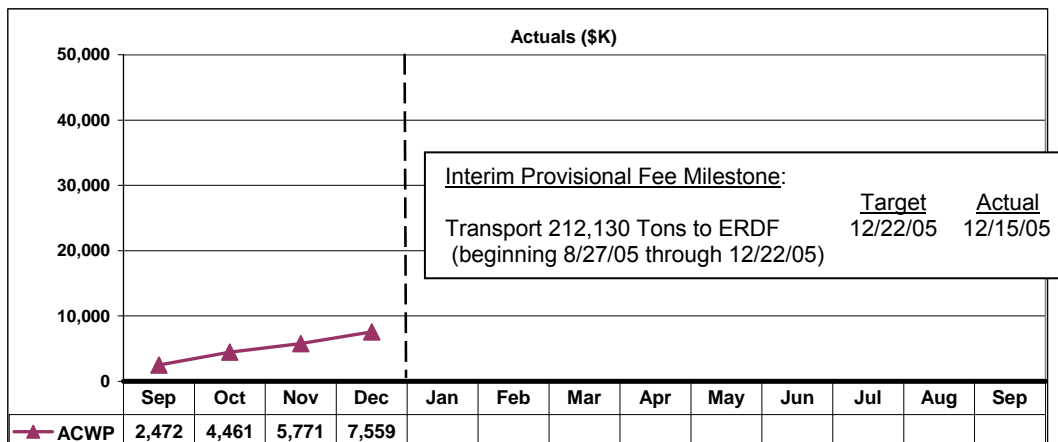 Actuals ($K)
50,000
40,000
30,000
20,000
10,000
0
Interim Provisional Fee Milestone:
Target Actual
Transport 212,130 Tons to ERDF 12/22/05 12/15/05
(beginning 8/27/05 through 12/22/05)
Sep Oct Nov Dec Jan Feb Mar Apr May Jun Jul Aug Sep
ACWP 2,472 4,461 5,771 7,559